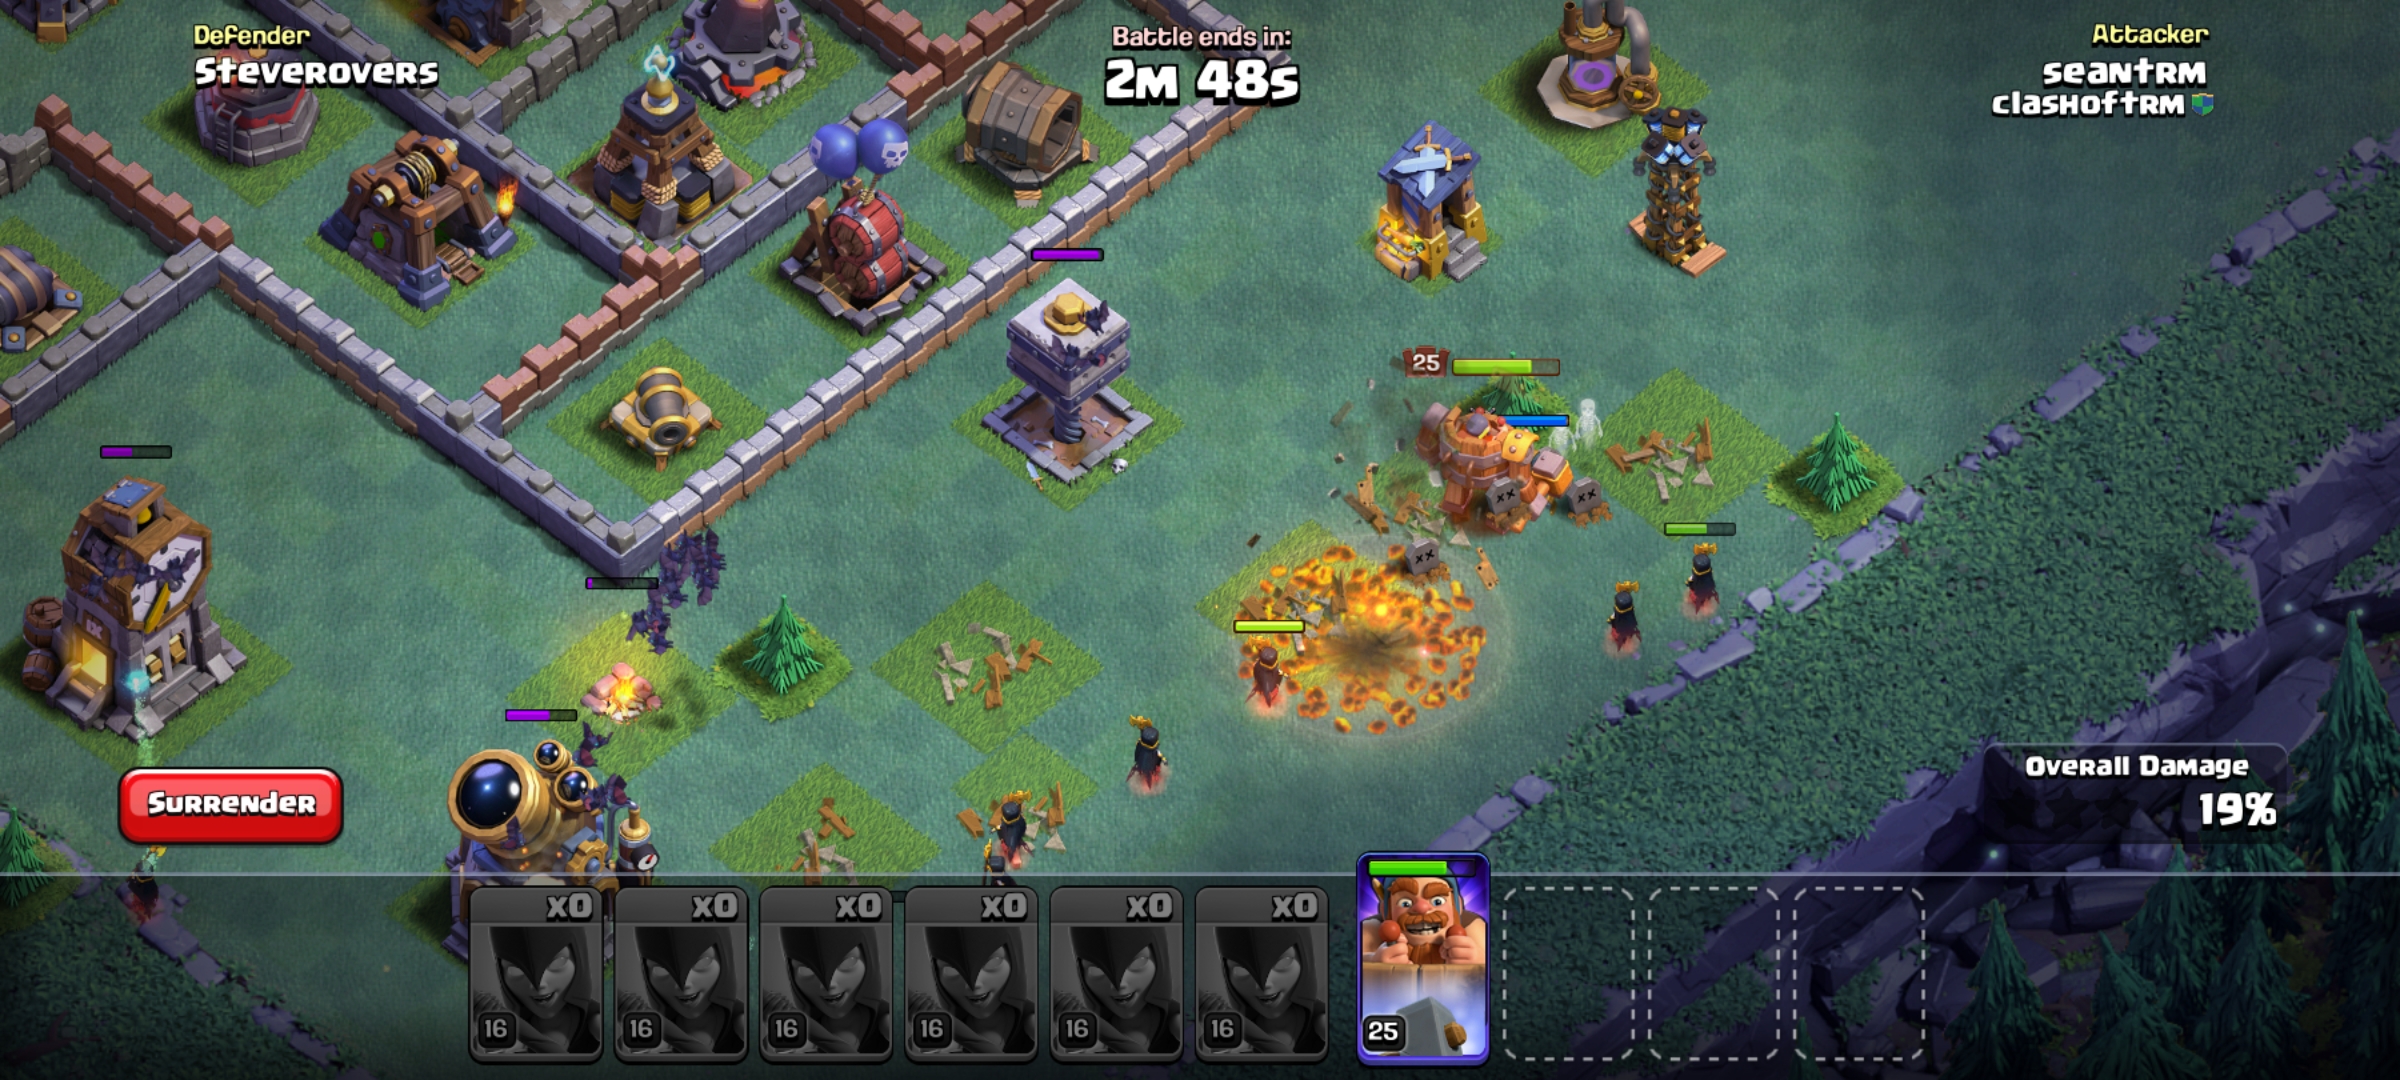 Defender
Steverovers
Battle ends in:
2m 48s
Attacker
seantrm
clashoftrm
25
IX
Surrender
Overall Damage
19%
x0
x0
x0
x0
x0
x0
16
16
16
16
16
16
25